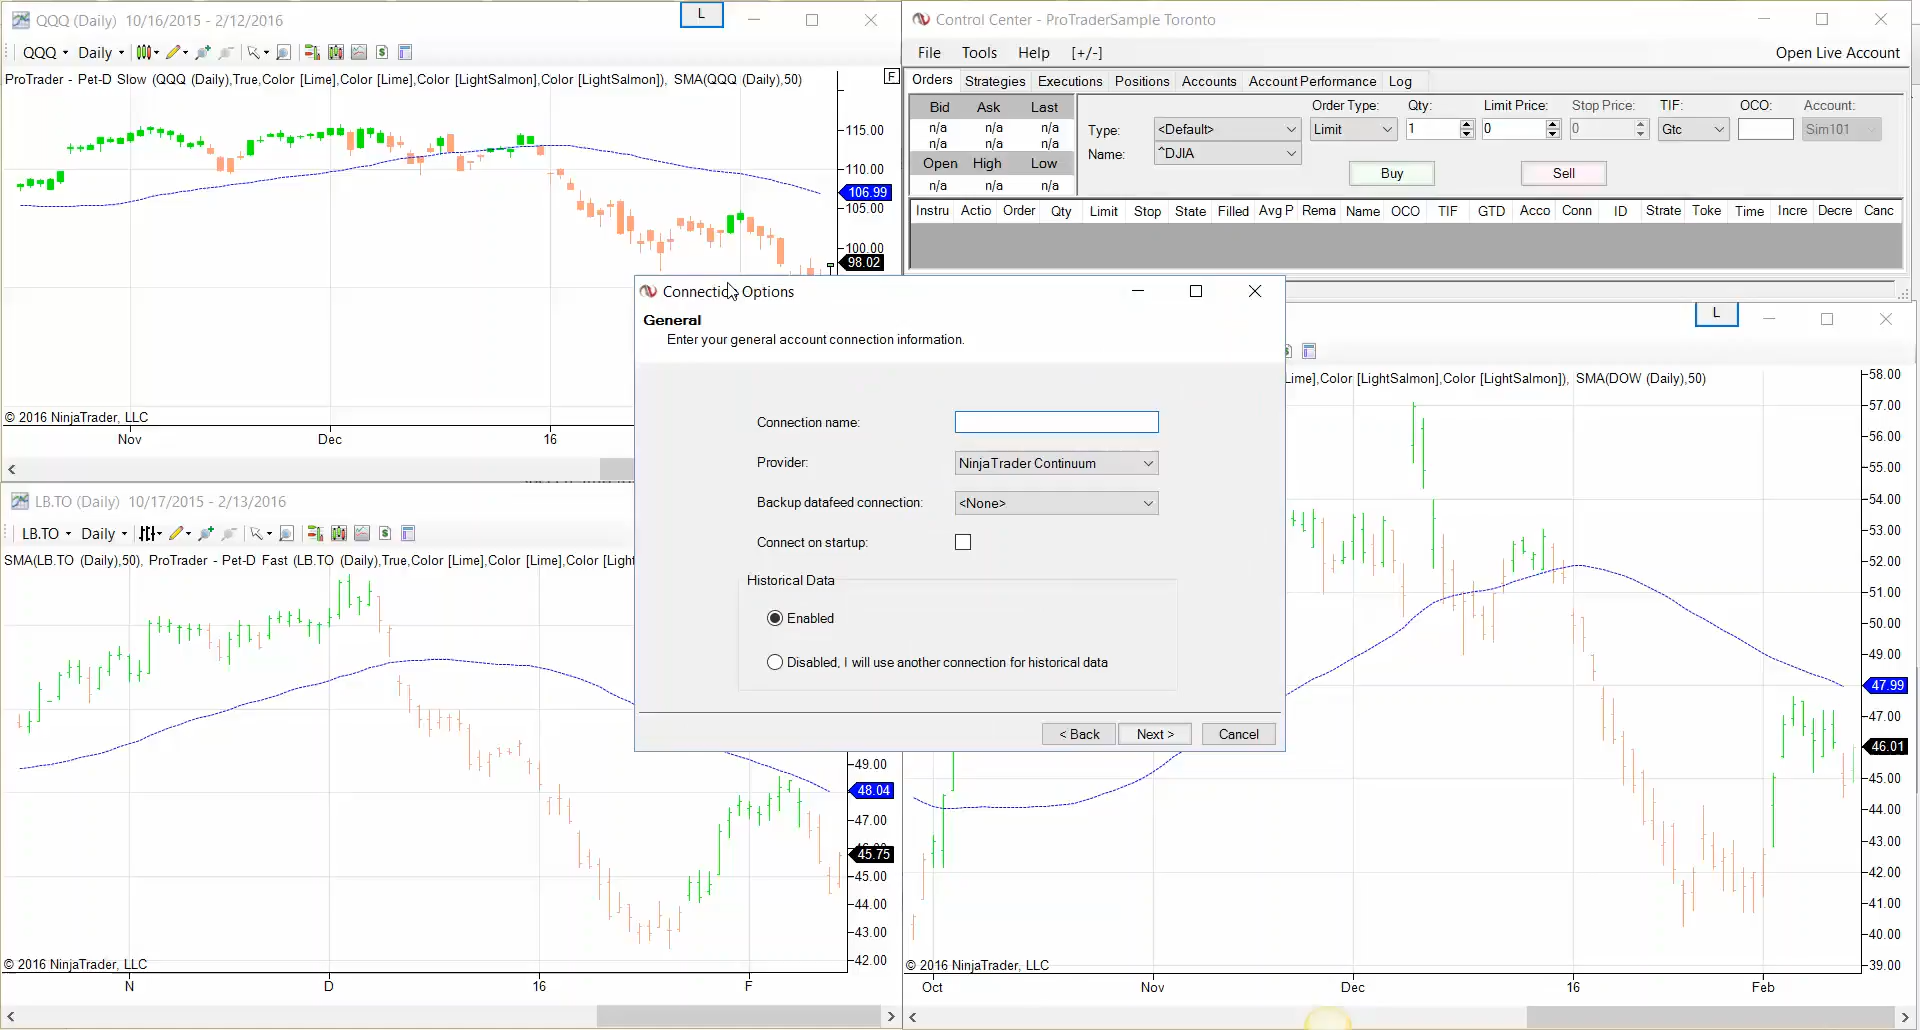 QQQ (Daily)  10/16/2015 - 2/12/2016
L
QQQ Daily
ProTrader - Pet-D Slow (QQQ (Daily),True,Color [Lime],Color [Lime],Color [LightSalmon],Color [LightSalmon]), SMA(QQQ (Daily),50)
F
115.00
110.00
106.99
105.00
100.00
98.02
© 2016 NinjaTrader, LLC
Nov Dec 16
Control Center - ProTraderSample Toronto
File Tools Help [+/-] Open Live Account
Orders Strategies Executions Positions Accounts Account Performance Log
Bid Ask Last
n/a n/a n/a
n/a n/a n/a
Open High Low
n/a n/a n/a
Order Type: Qty: Limit Price: Stop Price: TIF: OCO: Account:
Type: <Default> Limit 1 0 0 Gtc Sim101
Name: ^DJIA
Buy Sell
Instru Actio Order Qty Limit Stop State Filled Avg P Rema Name OCO TIF GTD Acco Conn ID Strate Toke Time Incre Decre Canc
Connection Options
General
Enter your general account connection information.
Connection name:
Provider: NinjaTrader Continuum
Backup datafeed connection: <None>
Connect on startup:
Historical Data
Enabled
Disabled, I will use another connection for historical data
< Back Next > Cancel
LB.TO (Daily)  10/17/2015 - 2/13/2016
LB.TO Daily
SMA(LB.TO (Daily),50), ProTrader - Pet-D Fast (LB.TO (Daily),True,Color [Lime],Color [Lime],Color [Light
49.00
48.04
47.00
45.75
45.00
44.00
43.00
42.00
© 2016 NinjaTrader, LLC
N D 16 F
L
ime],Color [LightSalmon],Color [LightSalmon]), SMA(DOW (Daily),50)
58.00
57.00
56.00
55.00
54.00
53.00
52.00
51.00
50.00
49.00
47.99
47.00
46.01
45.00
44.00
43.00
42.00
41.00
40.00
39.00
© 2016 NinjaTrader, LLC
Oct Nov Dec 16 Feb